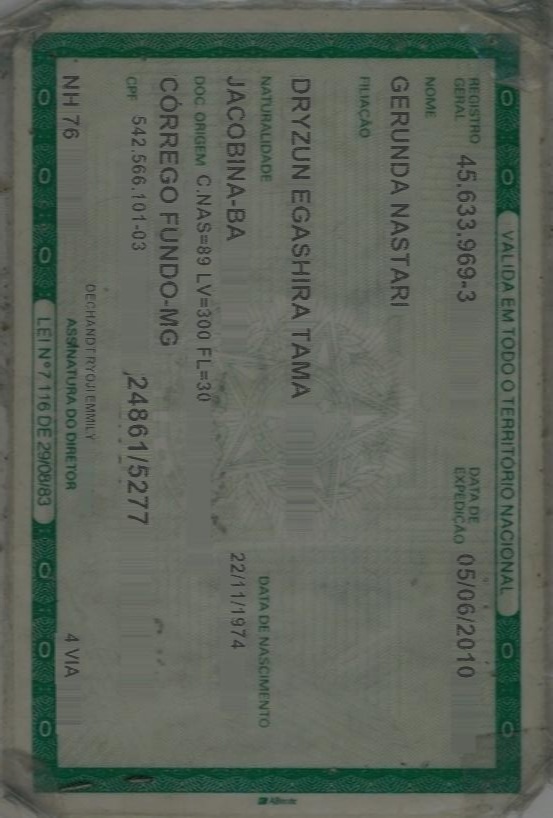 VALIDA EM TODO O TERRITÓRIO NACIONAL
REGISTRO GERAL 45.633.969-3 DATA DE EXPEDIÇÃO 05/06/2010
NOME
GERUNDA NASTARI
FILIAÇÃO
DRYZUN EGASHIRA TAMA
NATURALIDADE DATA DE NASCIMENTO
JACOBINA-BA 22/11/1974
DOC ORIGEM C.NAS=89 LV=300 FL=30
CÓRREGO FUNDO-MG
CPF 542.566.101-03 24861/5277
DECHANDT RYOJI EMMILY
NH 76 ASSINATURA DO DIRETOR 4 VIA
LEI Nº 7.116 DE 29/08/83